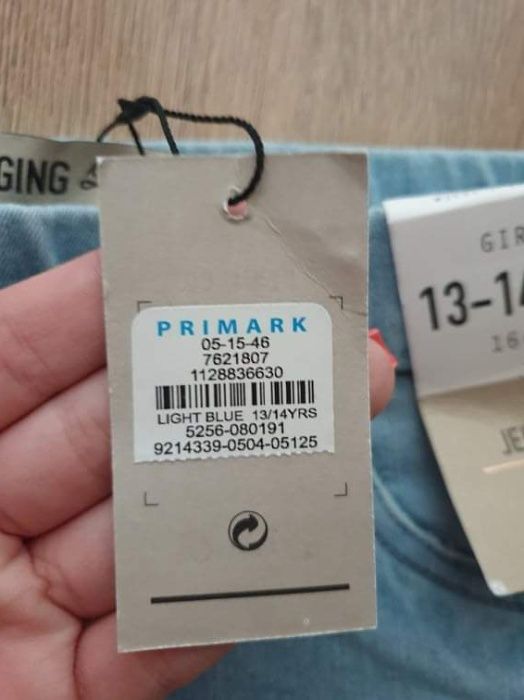 GING
PRIMARK
05-15-46
7621807
1128836630
LIGHT BLUE 13/14YRS
5256-080191
9214339-0504-05125
GIR
13-14
16
JE